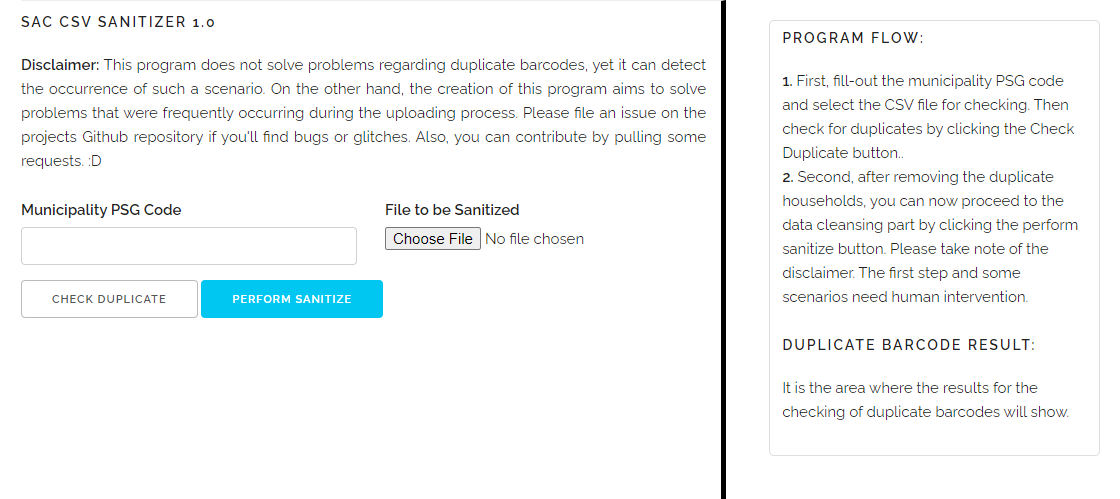 SAC CSV SANITIZER 1.0
Disclaimer: This program does not solve problems regarding duplicate barcodes, yet it can detect
the occurrence of such a scenario. On the other hand, the creation of this program aims to solve
problems that were frequently occurring during the uploading process. Please file an issue on the
projects Github repository if you'll find bugs or glitches. Also, you can contribute by pulling some
requests. :D
Municipality PSG Code
File to be Sanitized
Choose File No file chosen
CHECK DUPLICATE
PERFORM SANITIZE
PROGRAM FLOW:
1. First, fill-out the municipality PSG code
and select the CSV file for checking. Then
check for duplicates by clicking the Check
Duplicate button..
2. Second, after removing the duplicate
households, you can now proceed to the
data cleansing part by clicking the perform
sanitize button. Please take note of the
disclaimer. The first step and some
scenarios need human intervention.
DUPLICATE BARCODE RESULT:
It is the area where the results for the
checking of duplicate barcodes will show.